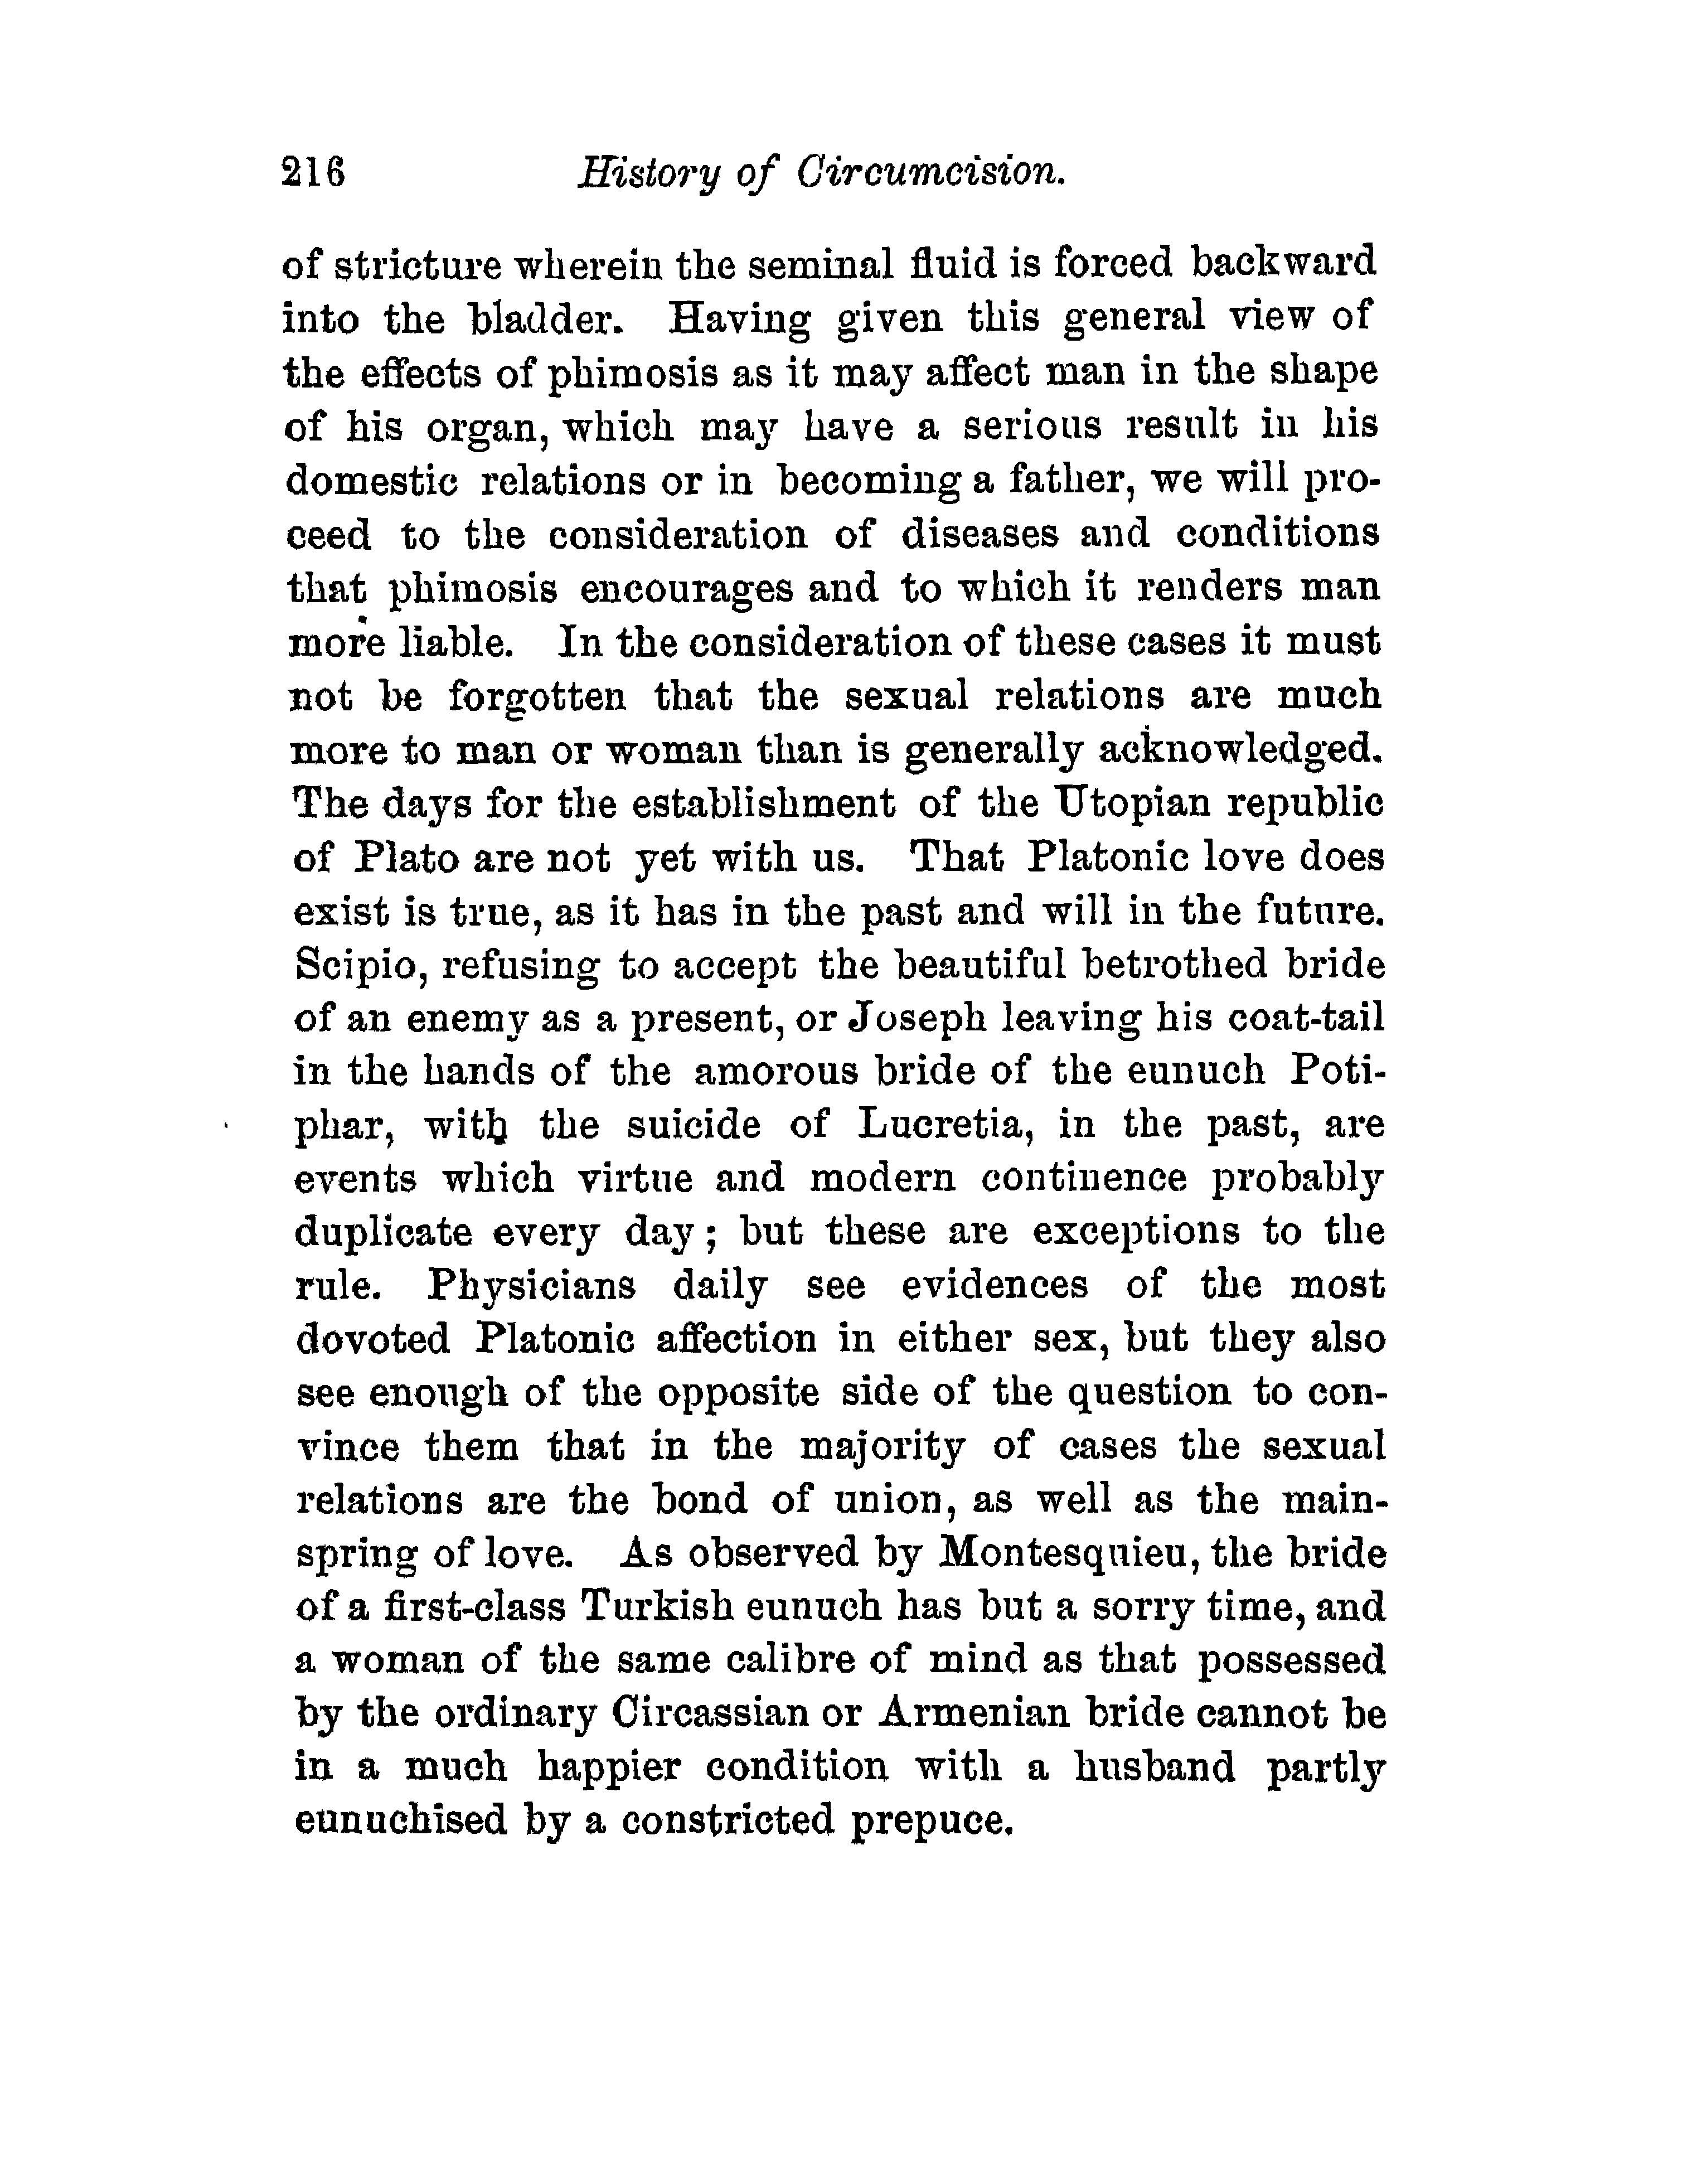 216 History of Circumcision.
of stricture wherein the seminal fluid is forced backward
into the bladder. Having given this general view of
the effects of phimosis as it may affect man in the shape
of his organ, which may have a serious result in his
domestic relations or in becoming a father, we will pro-
ceed to the consideration of diseases and conditions
that phimosis encourages and to which it renders man
more liable. In the consideration of these cases it must
not be forgotten that the sexual relations are much
more to man or woman than is generally acknowledged.
The days for the establishment of the Utopian republic
of Plato are not yet with us. That Platonic love does
exist is true, as it has in the past and will in the future.
Scipio, refusing to accept the beautiful betrothed bride
of an enemy as a present, or Joseph leaving his coat-tail
in the hands of the amorous bride of the eunuch Poti-
phar, with the suicide of Lucretia, in the past, are
events which virtue and modern continence probably
duplicate every day; but these are exceptions to the
rule. Physicians daily see evidences of the most
dovoted Platonic affection in either sex, but they also
see enough of the opposite side of the question to con-
vince them that in the majority of cases the sexual
relations are the bond of union, as well as the main-
spring of love. As observed by Montesquieu, the bride
of a first-class Turkish eunuch has but a sorry time, and
a woman of the same calibre of mind as that possessed
by the ordinary Circassian or Armenian bride cannot be
in a much happier condition with a husband partly
eunuchised by a constricted prepuce.